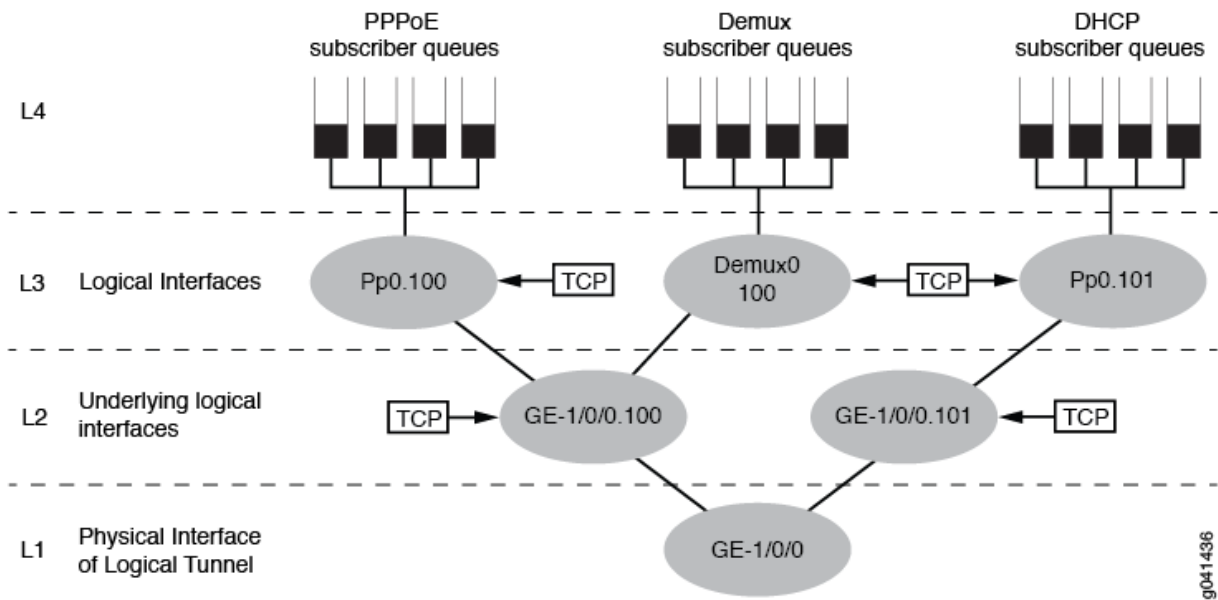 PPPoE
subscriber queues
Demux
subscriber queues
DHCP
subscriber queues
L4
L3
Logical Interfaces
Pp0.100
TCP
Demux0
100
TCP
Pp0.101
L2
Underlying logical
interfaces
TCP
GE-1/0/0.100
GE-1/0/0.101
TCP
L1
Physical Interface
of Logical Tunnel
GE-1/0/0
g041436